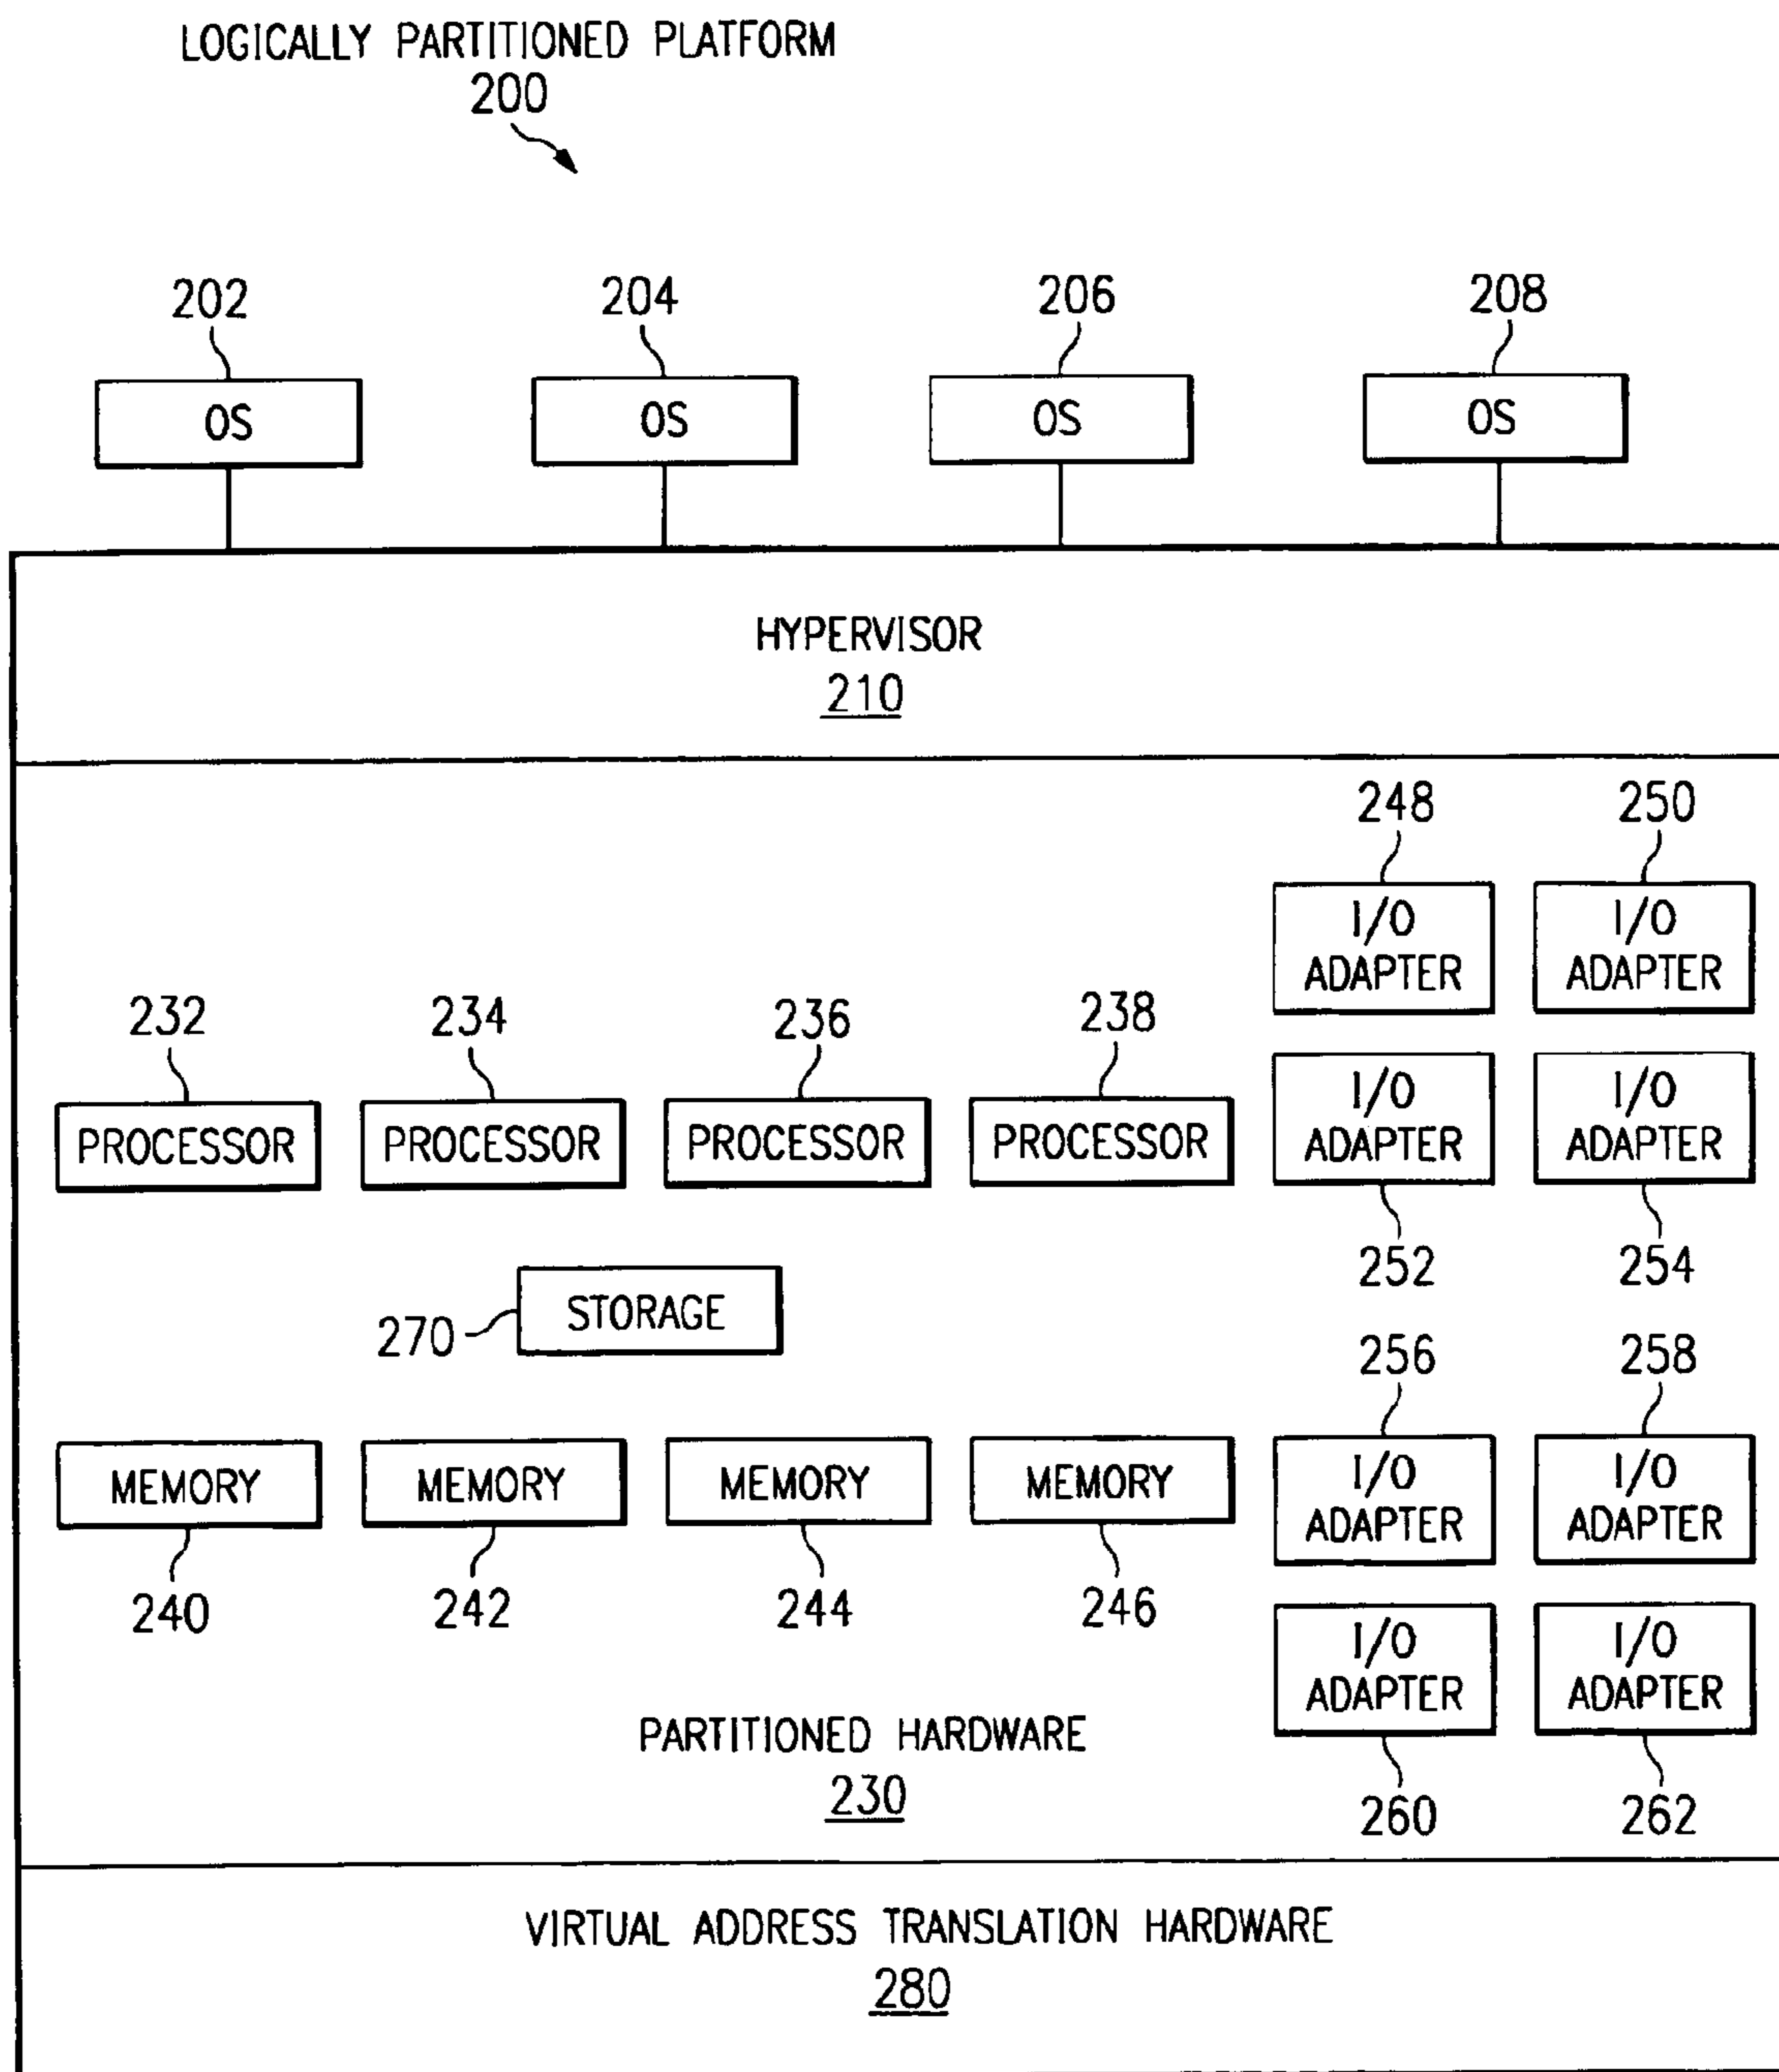 LOGICALLY PARTITIONED PLATFORM
200
202
204
206
208
OS
OS
OS
OS
HYPERVISOR
210
248
250
I/O
ADAPTER
I/O
ADAPTER
232
234
236
238
PROCESSOR
PROCESSOR
PROCESSOR
PROCESSOR
I/O
ADAPTER
I/O
ADAPTER
252
254
270
STORAGE
256
258
MEMORY
MEMORY
MEMORY
MEMORY
I/O
ADAPTER
I/O
ADAPTER
240
242
244
246
I/O
ADAPTER
I/O
ADAPTER
260
262
PARTITIONED HARDWARE
230
VIRTUAL ADDRESS TRANSLATION HARDWARE
280